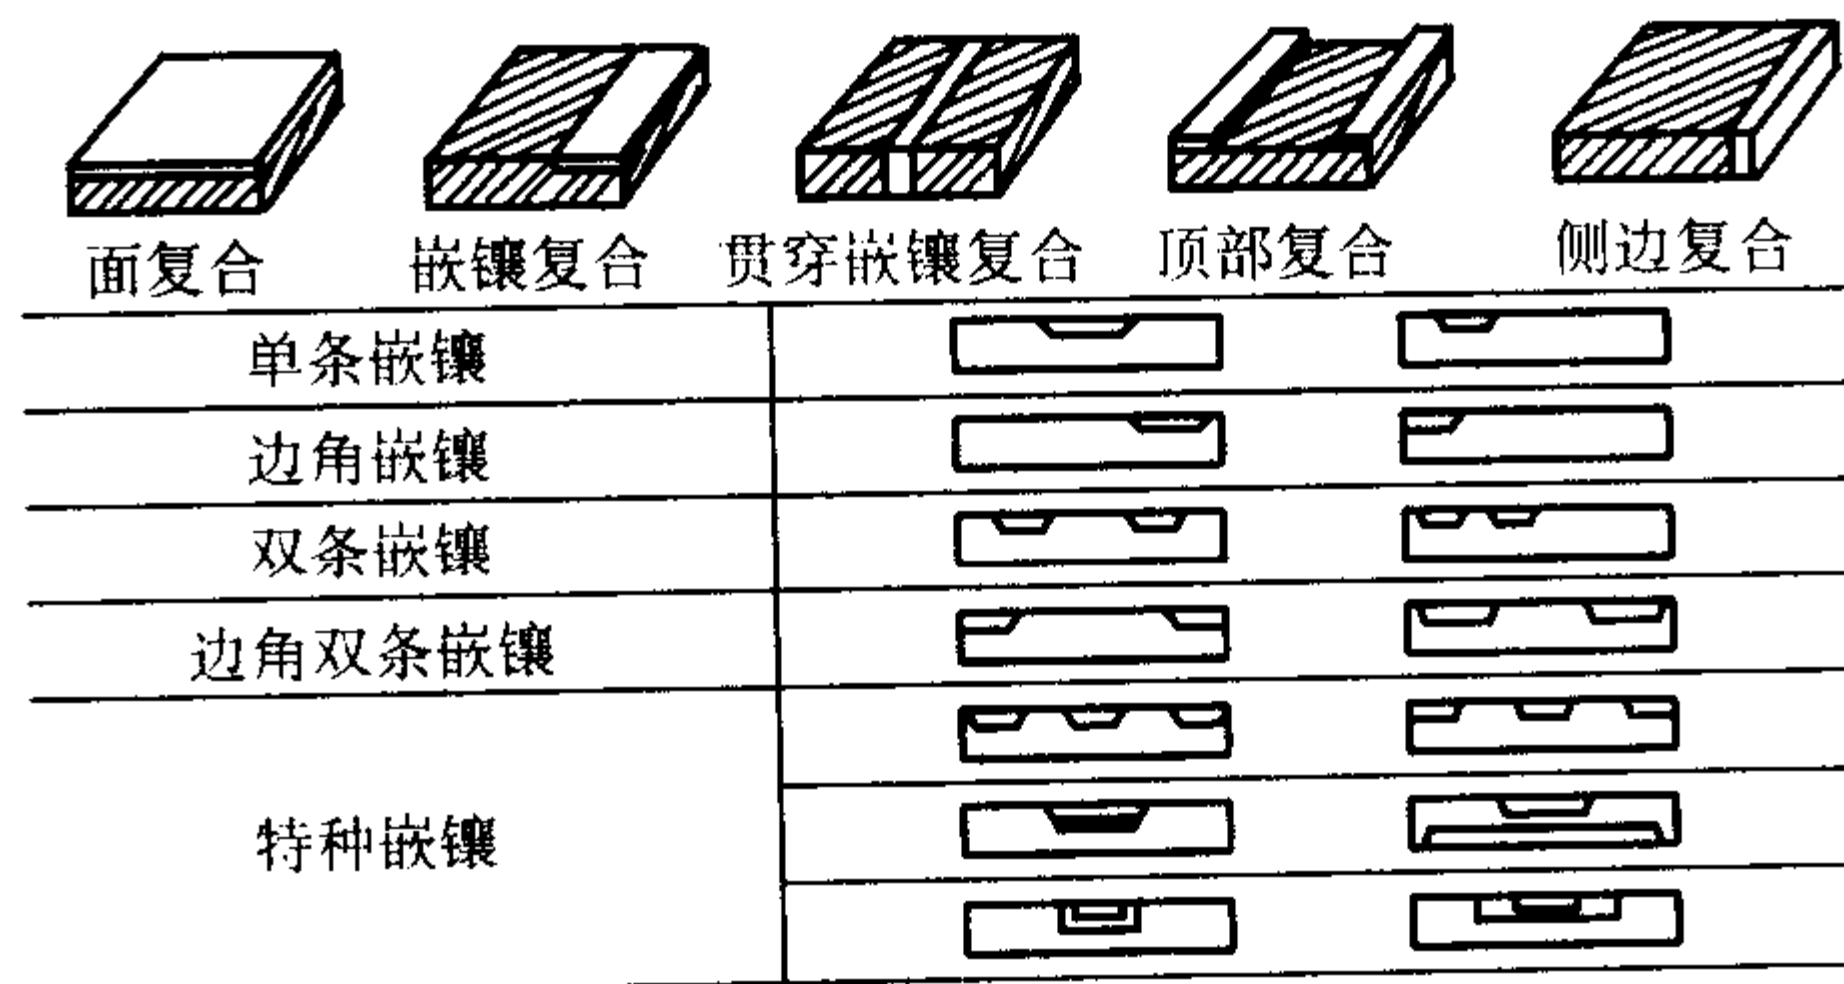 面复合 嵌镶复合 贯穿嵌镶复合 顶部复合 侧边复合
单条嵌镶
边角嵌镶
双条嵌镶
边角双条嵌镶
特种嵌镶